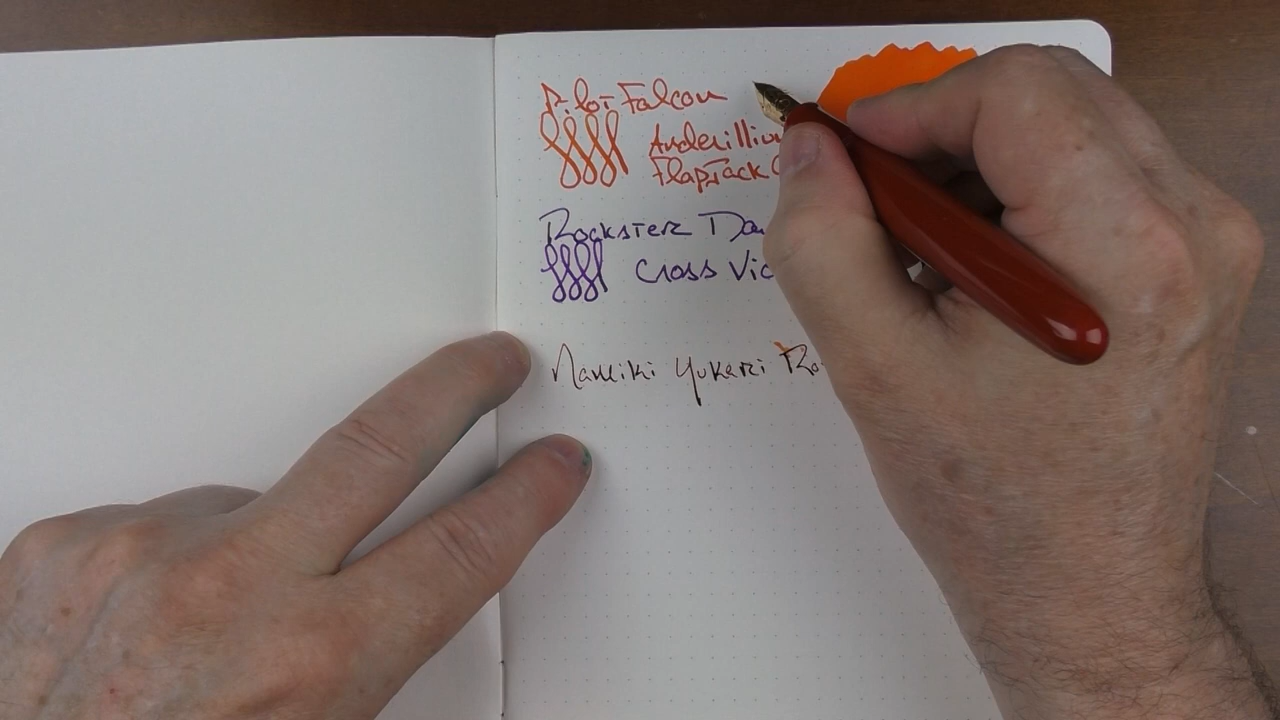 Pilot Falcon
Anderillium
Flapjack
Rockster
Cross
Namiki Yukari